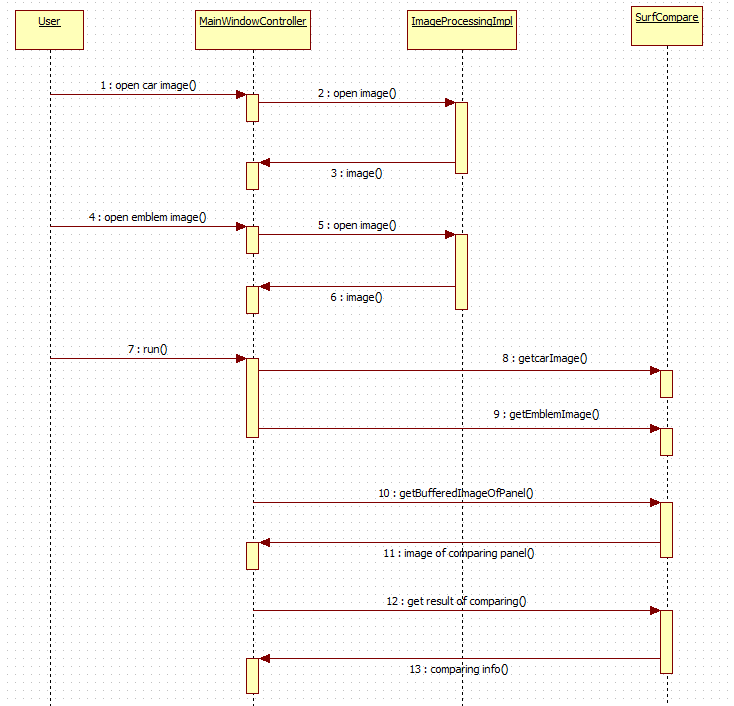 User
MainWindowController
ImageProcessingImpl
SurfCompare
1 : open car image()
2 : open image()
3 : image()
4 : open emblem image()
5 : open image()
6 : image()
7 : run()
8 : getcarImage()
9 : getEmblemImage()
10 : getBufferedImageOfPanel()
11 : image of comparing panel()
12 : get result of comparing()
13 : comparing info()